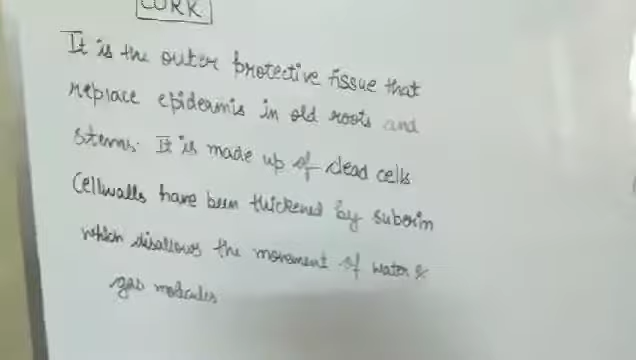 CORK
It is the outer protective tissue that
replace epidermis in old roots and
stems. It is made up of dead cells
Cellwalls have been thickened by suberin
which disallows the movement of water &
gas molecules